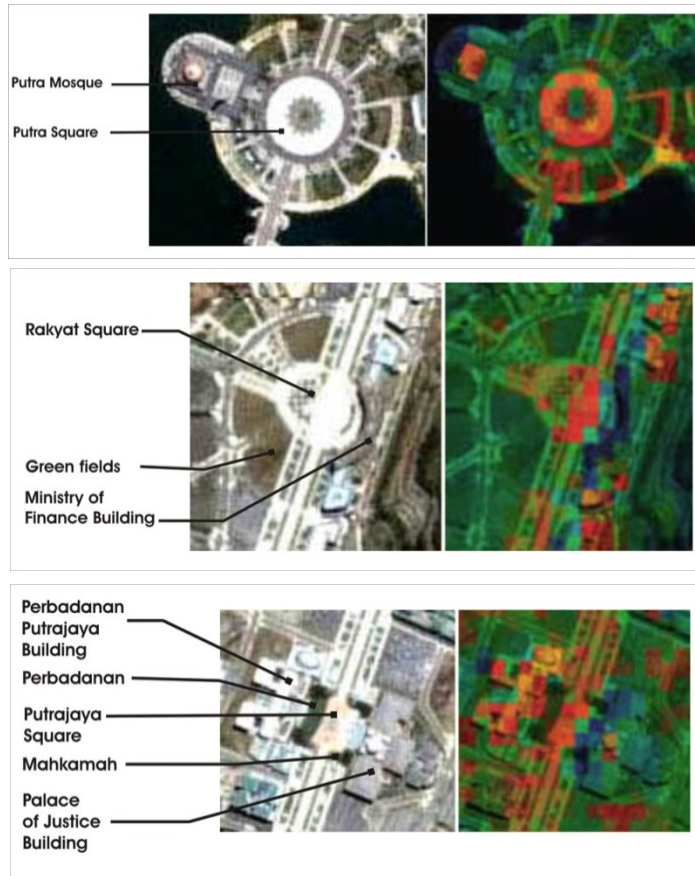 Putra Mosque
Putra Square
Rakyat Square
Green fields
Ministry of
Finance Building
Perbadanan
Putrajaya
Building
Perbadanan
Putrajaya
Square
Mahkamah
Palace
of Justice
Building